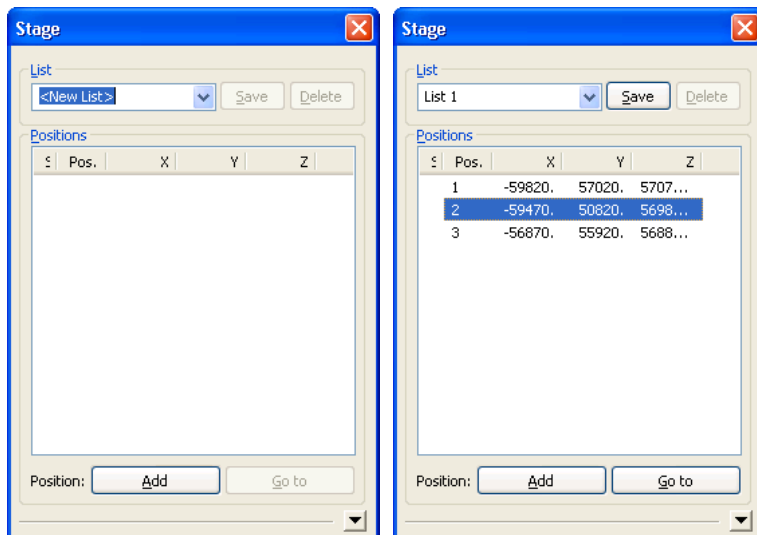 Stage
List
<New List> Save Delete
Positions
S Pos. X Y Z
Position: Add Go to
Stage
List
List 1 Save Delete
Positions
S Pos. X Y Z
1 -59820. 57020. 5707...
2 -59470. 50820. 5698...
3 -56870. 55920. 5688...
Position: Add Go to